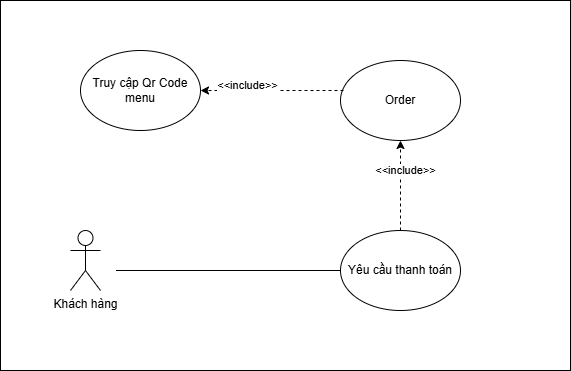 Truy cập Qr Code
menu
<<include>>
Order
<<include>>
Yêu cầu thanh toán
Khách hàng